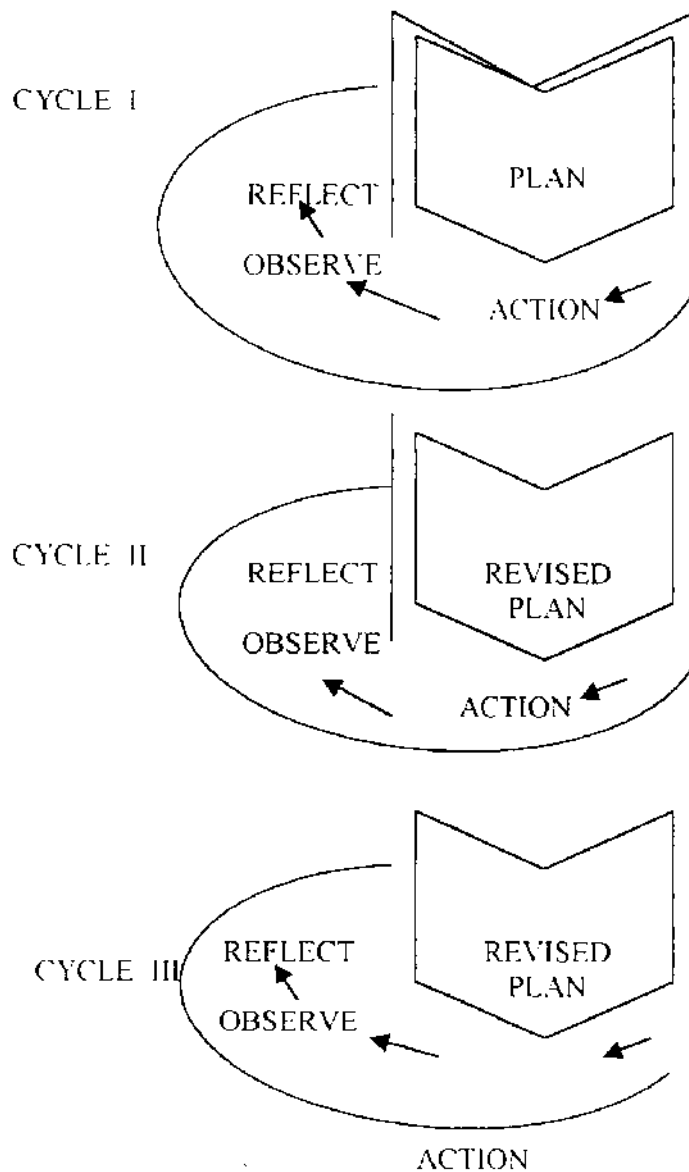 CYCLE I
PLAN
REFLECT
OBSERVE
ACTION
CYCLE II
REFLECT
REVISED
PLAN
OBSERVE
ACTION
CYCLE III
REFLECT
REVISED
PLAN
OBSERVE
ACTION